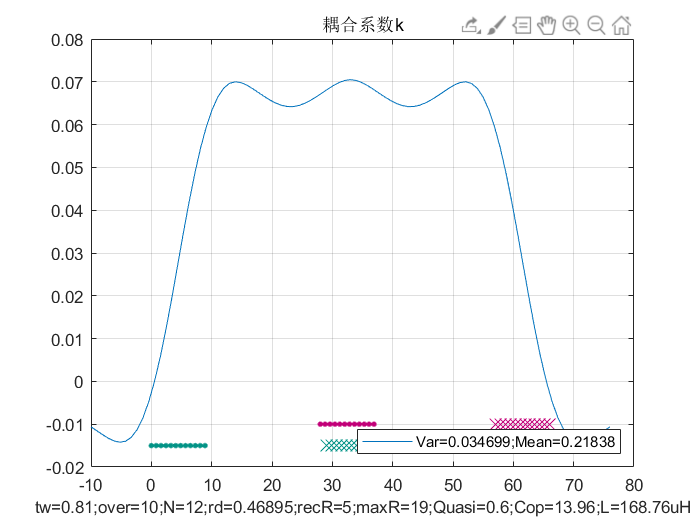 耦合系数k
0.08
0.07
0.06
0.05
0.04
0.03
0.02
0.01
0
-0.01
-0.02
-10 0 10 20 30 40 50 60 70 80
Var=0.034699;Mean=0.21838
tw=0.81;over=10;N=12;rd=0.46895;recR=5;maxR=19;Quasi=0.6;Cop=13.96;L=168.76uH